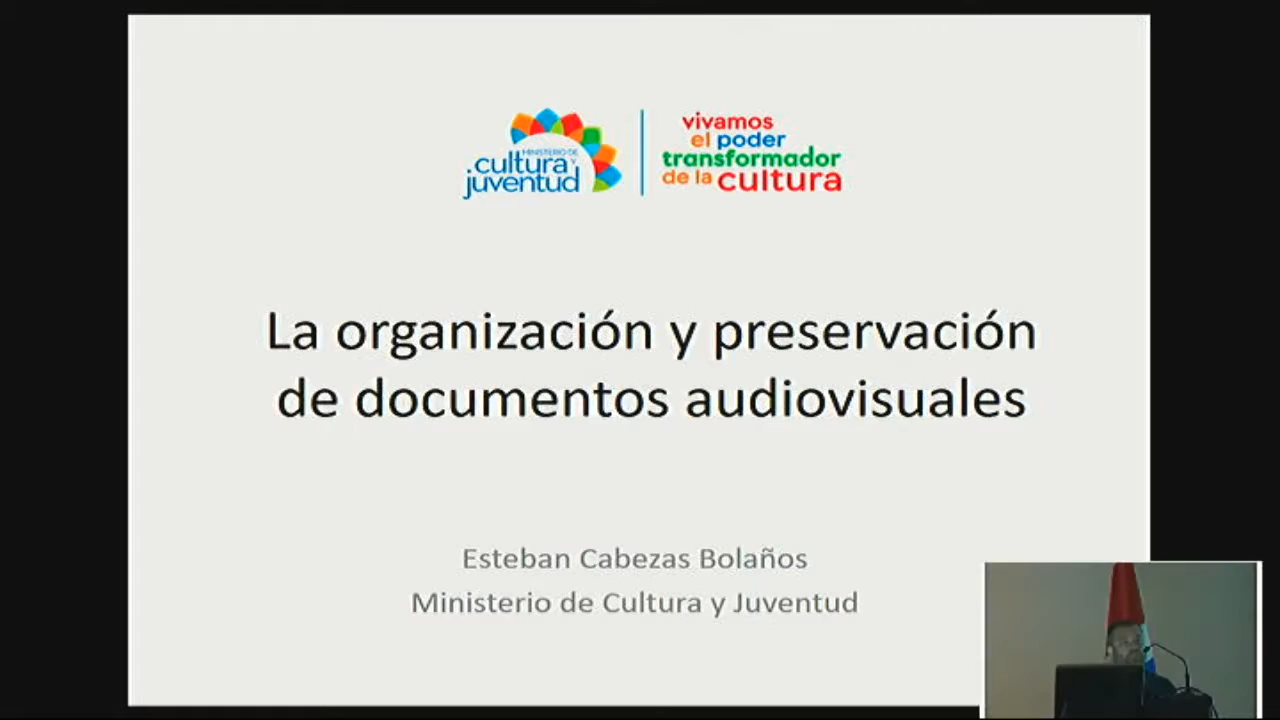 MINISTERIO DE
cultura y
juventud
vivamos
el poder
transformador
de la cultura
La organización y preservación
de documentos audiovisuales
Esteban Cabezas Bolaños
Ministerio de Cultura y Juventud